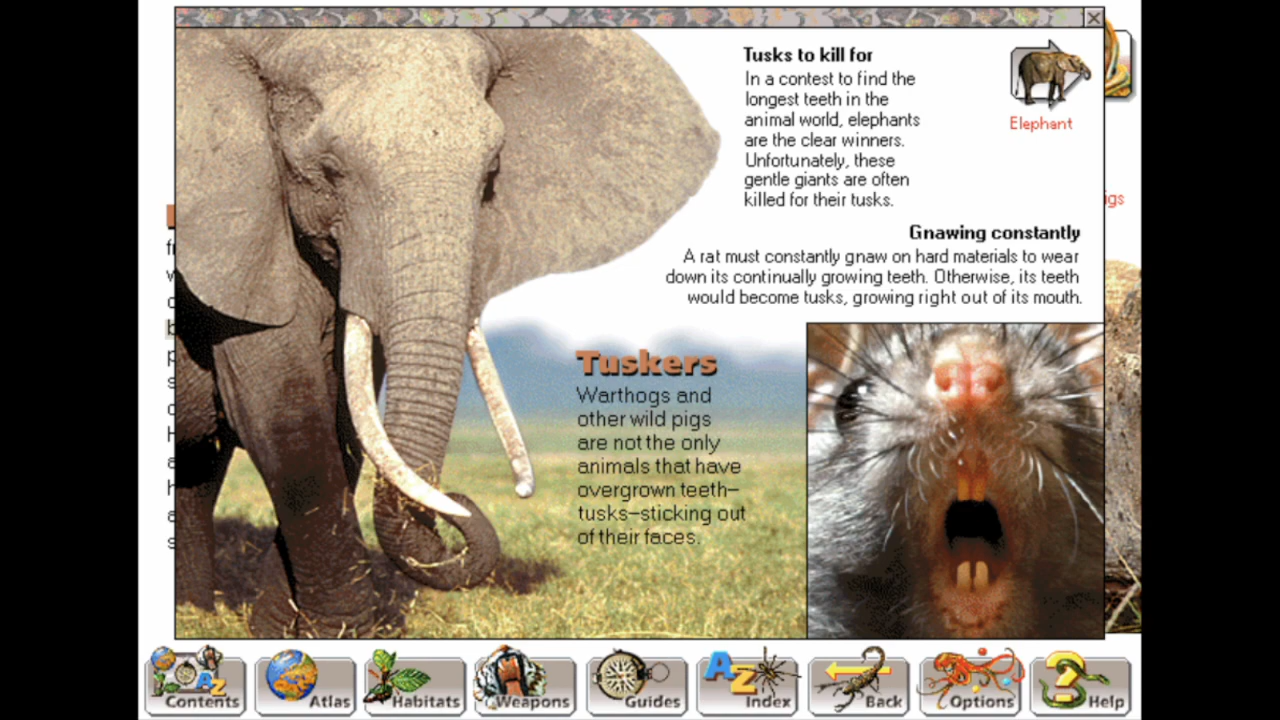 Tusks to kill for
In a contest to find the
longest teeth in the
animal world, elephants
are the clear winners.
Unfortunately, these
gentle giants are often
killed for their tusks.
Elephant
igs
Gnawing constantly
A rat must constantly gnaw on hard materials to wear
down its continually growing teeth. Otherwise, its teeth
would become tusks, growing right out of its mouth.
Tuskers
Warthogs and
other wild pigs
are not the only
animals that have
overgrown teeth–
tusks–sticking out
of their faces.
Contents
Atlas
Habitats
Weapons
Guides
AZ Index
Back
Options
? Help